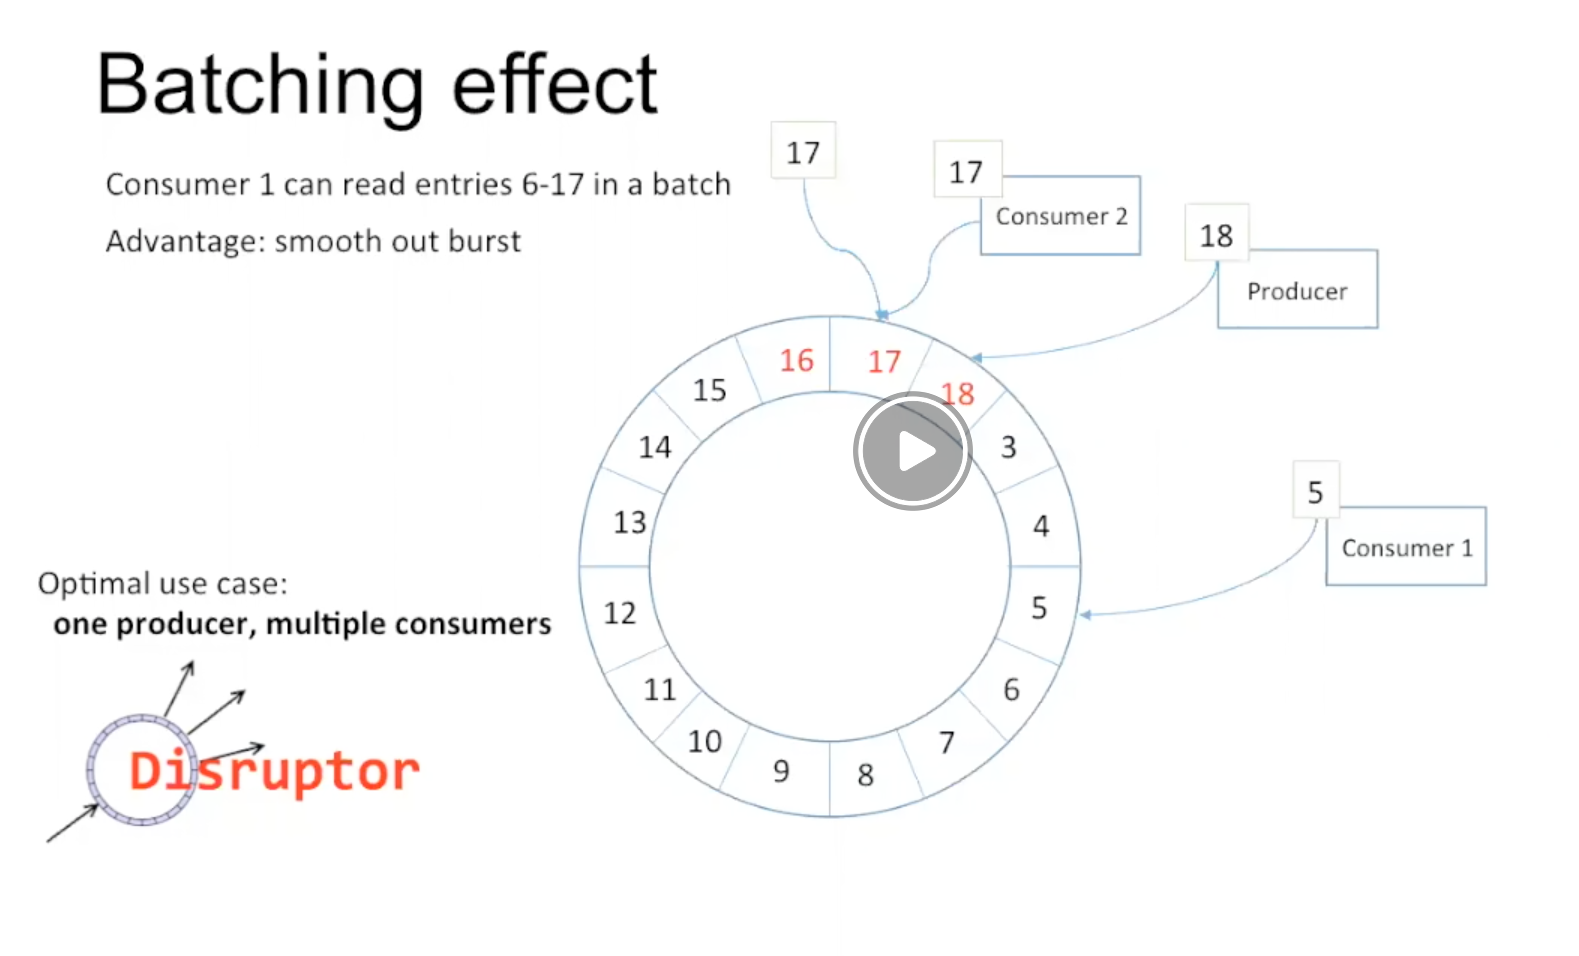 Batching effect
Consumer 1 can read entries 6-17 in a batch
Advantage: smooth out burst
17
17
Consumer 2
18
Producer
16
17
18
15
14
13
12
11
10
9
8
7
6
5
4
3
5
Consumer 1
Optimal use case:
one producer, multiple consumers
Disruptor